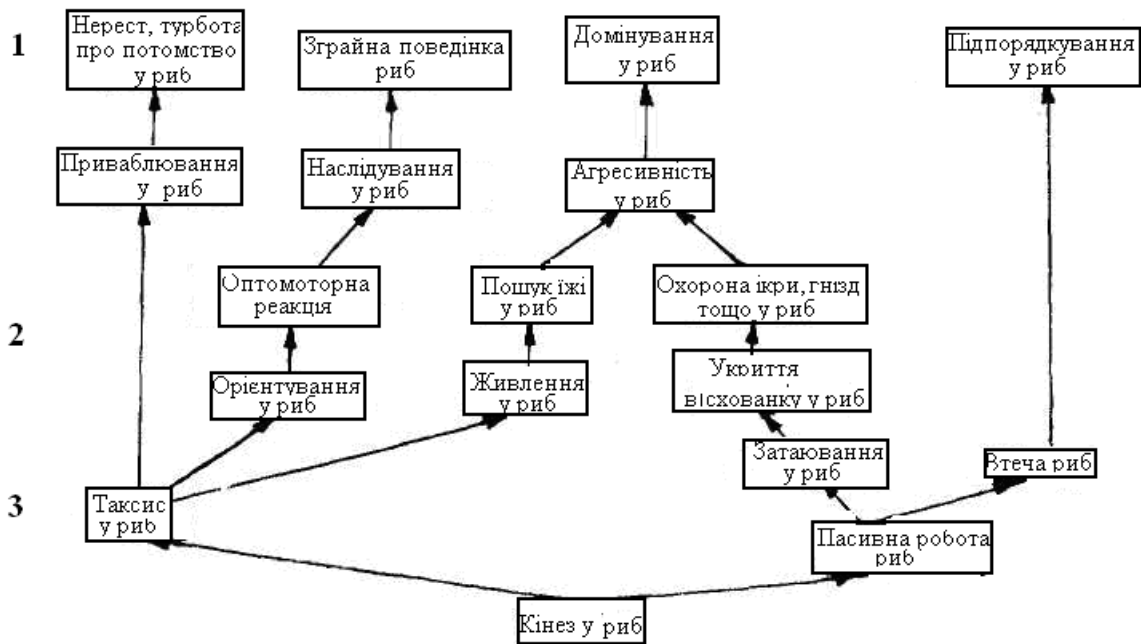 1
Нерест, турбота
про потомство
у риб
Зграйна поведінка
риб
Домінування
у риб
Підпорядкування
у риб
Приваблювання
у риб
Наслідування
у риб
Агресивність
у риб
2
Оптомоторна
реакція
Пошук їжі
у риб
Охорона ікри, гнізд
тощо у риб
Орієнтування
у риб
Живлення
у риб
Укриття
вісхованку у риб
Затаювання
у риб
Втеча риб
3
Таксис
у риб
Пасивна робота
риб
Кінез у риб